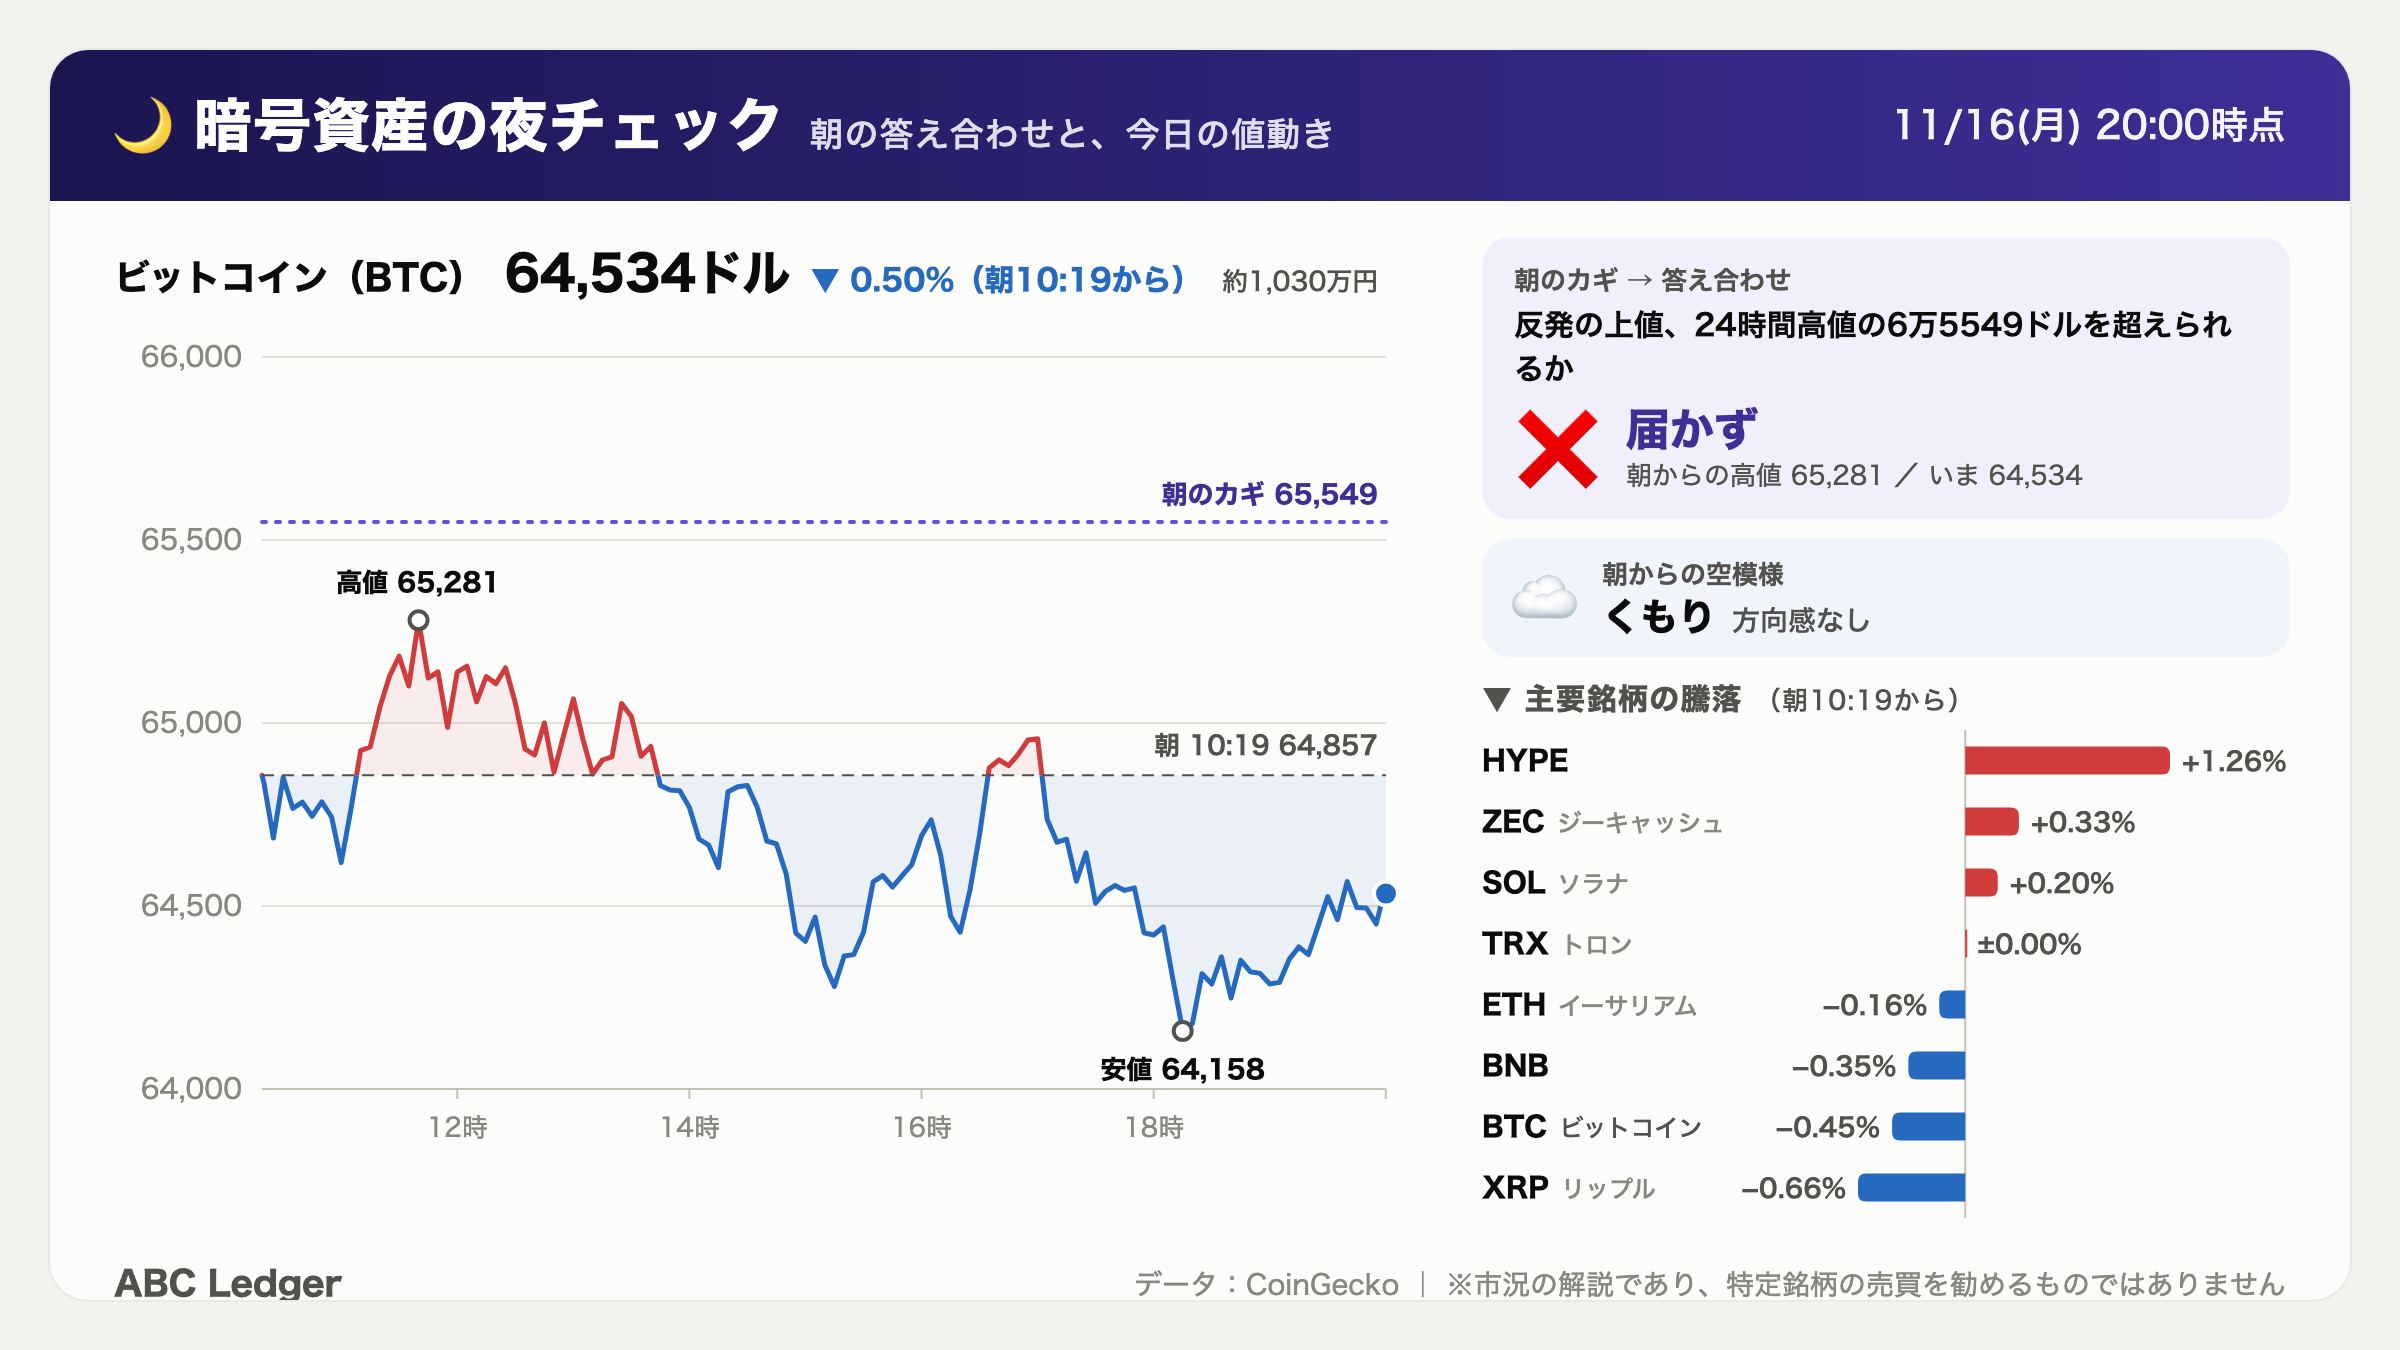 🌙 暗号資産の夜チェック 朝の答え合わせと、今日の値動き
11/16(月) 20:00時点
ビットコイン（BTC） 64,534ドル ▼ 0.50%（朝10:19から） 約1,030万円
66,000
65,500
65,000
64,500
64,000
朝のカギ 65,549
高値 65,281
朝 10:19 64,857
安値 64,158
12時 14時 16時 18時
朝のカギ → 答え合わせ
反発の上値、24時間高値の6万5549ドルを超えられ
るか
❌ 届かず
朝からの高値 65,281 ／ いま 64,534
朝からの空模様
くもり 方向感なし
▼ 主要銘柄の騰落 （朝10:19から）
HYPE +1.26%
ZEC ジーキャッシュ +0.33%
SOL ソラナ +0.20%
TRX トロン ±0.00%
ETH イーサリアム −0.16%
BNB −0.35%
BTC ビットコイン −0.45%
XRP リップル −0.66%
ABC Ledger
データ：CoinGecko ｜ ※市況の解説であり、特定銘柄の売買を勧めるものではありません